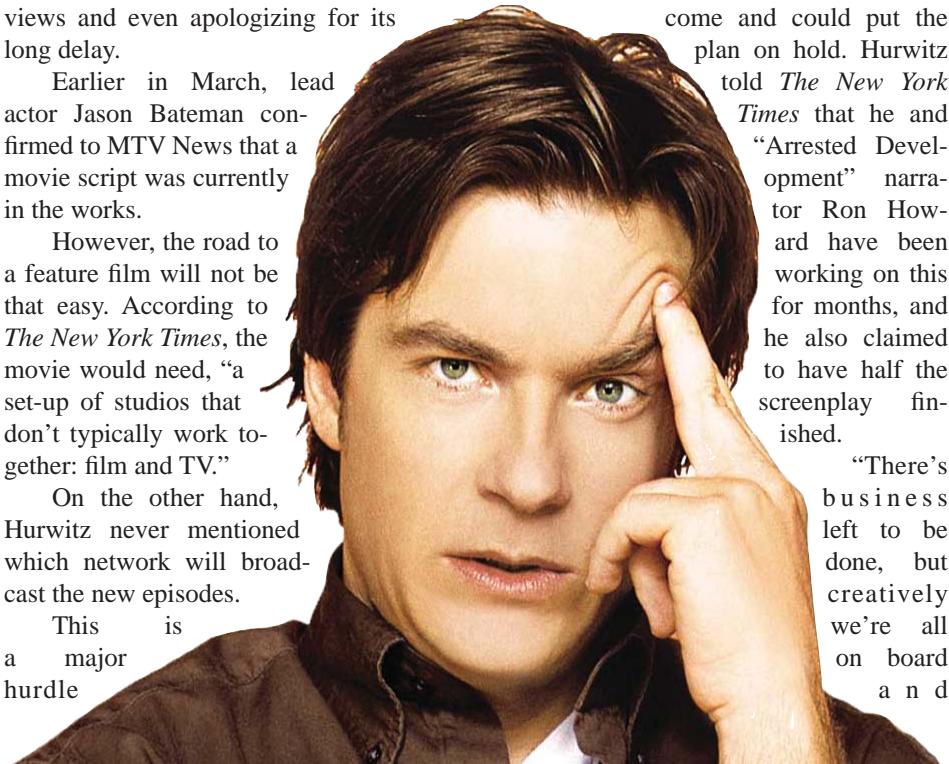 views and even apologizing for its
long delay.
Earlier in March, lead
actor Jason Bateman con-
firmed to MTV News that a
movie script was currently
in the works.
However, the road to
a feature film will not be
that easy. According to
The New York Times, the
movie would need, “a
set-up of studios that
don’t typically work to-
gether: film and TV.”
On the other hand,
Hurwitz never mentioned
which network will broad-
cast the new episodes.
This is
a major
hurdle
come and could put the
plan on hold. Hurwitz
told The New York
Times that he and
“Arrested Devel-
opment” narra-
tor Ron How-
ard have been
working on this
for months, and
he also claimed
to have half the
screenplay fin-
ished.
“There’s
business
left to be
done, but
creatively
we’re all
on board
and